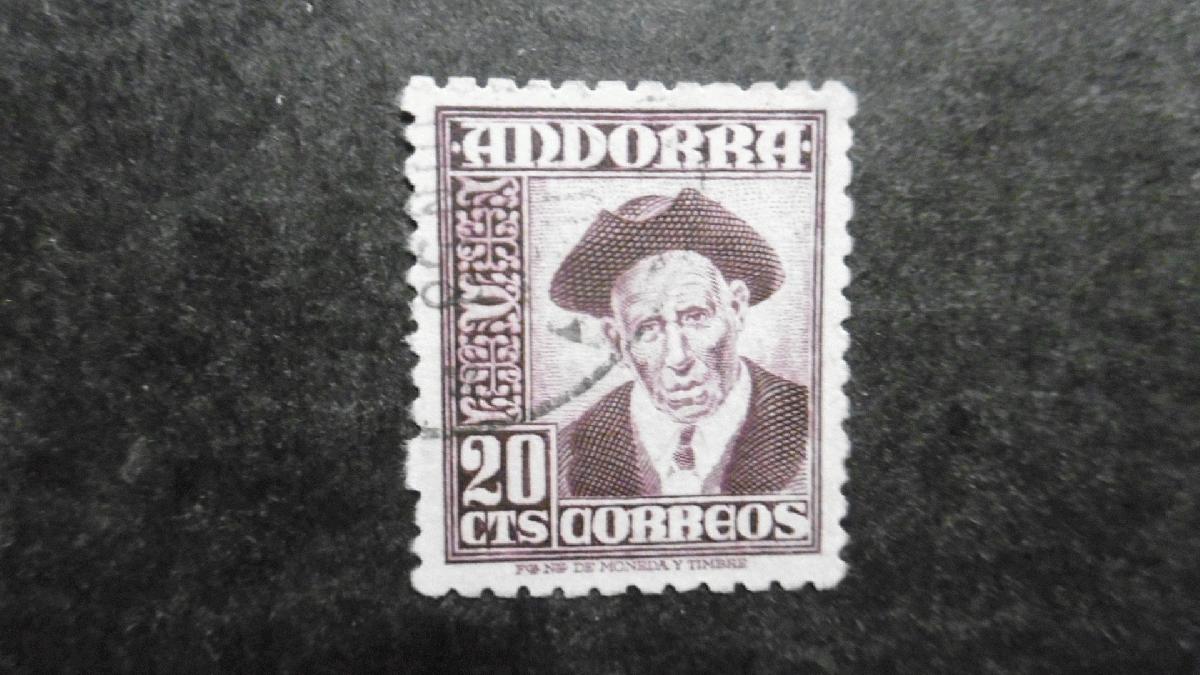 ·ANDORRA·
20
CTS CORREOS
Fᶜᵃ Nᵃˡ DE MONEDA Y TIMBRE